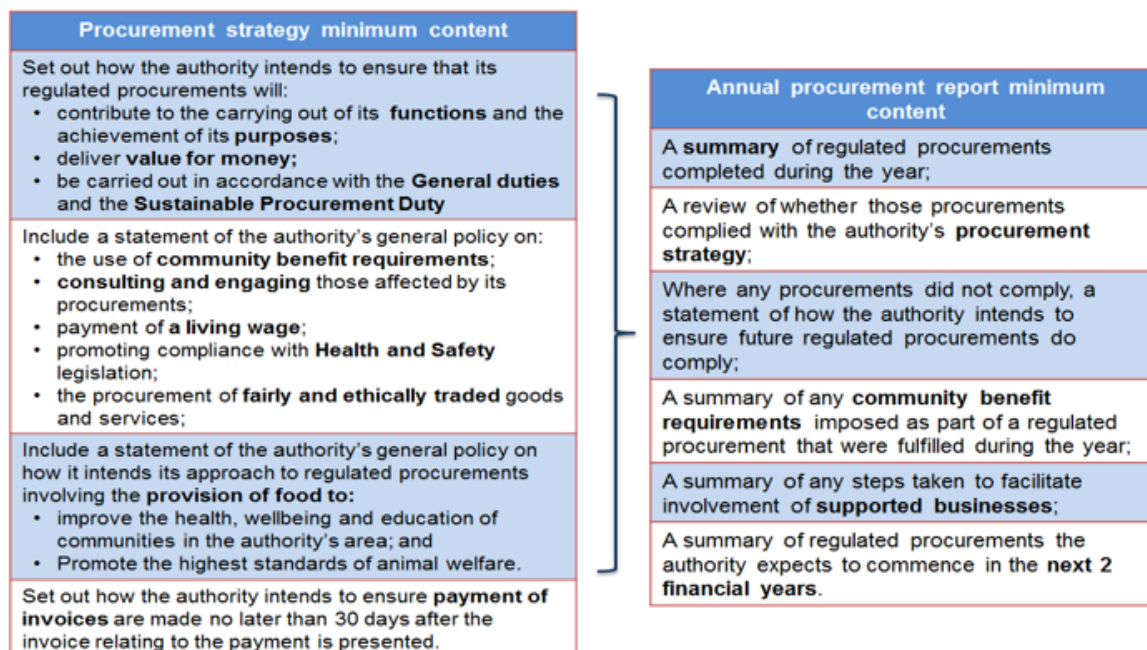 Procurement strategy minimum content
Set out how the authority intends to ensure that its
regulated procurements will:
• contribute to the carrying out of its functions and the
achievement of its purposes;
• deliver value for money;
• be carried out in accordance with the General duties
and the Sustainable Procurement Duty
Include a statement of the authority's general policy on:
• the use of community benefit requirements;
• consulting and engaging those affected by its
procurements;
• payment of a living wage;
• promoting compliance with Health and Safety
legislation;
• the procurement of fairly and ethically traded goods
and services;
Include a statement of the authority's general policy on
how it intends its approach to regulated procurements
involving the provision of food to:
• improve the health, wellbeing and education of
communities in the authority's area; and
• Promote the highest standards of animal welfare.
Set out how the authority intends to ensure payment of
invoices are made no later than 30 days after the
invoice relating to the payment is presented.
Annual procurement report minimum
content
A summary of regulated procurements
completed during the year;
A review of whether those procurements
complied with the authority's procurement
strategy;
Where any procurements did not comply, a
statement of how the authority intends to
ensure future regulated procurements do
comply;
A summary of any community benefit
requirements imposed as part of a regulated
procurement that were fulfilled during the year;
A summary of any steps taken to facilitate
involvement of supported businesses;
A summary of regulated procurements the
authority expects to commence in the next 2
financial years.